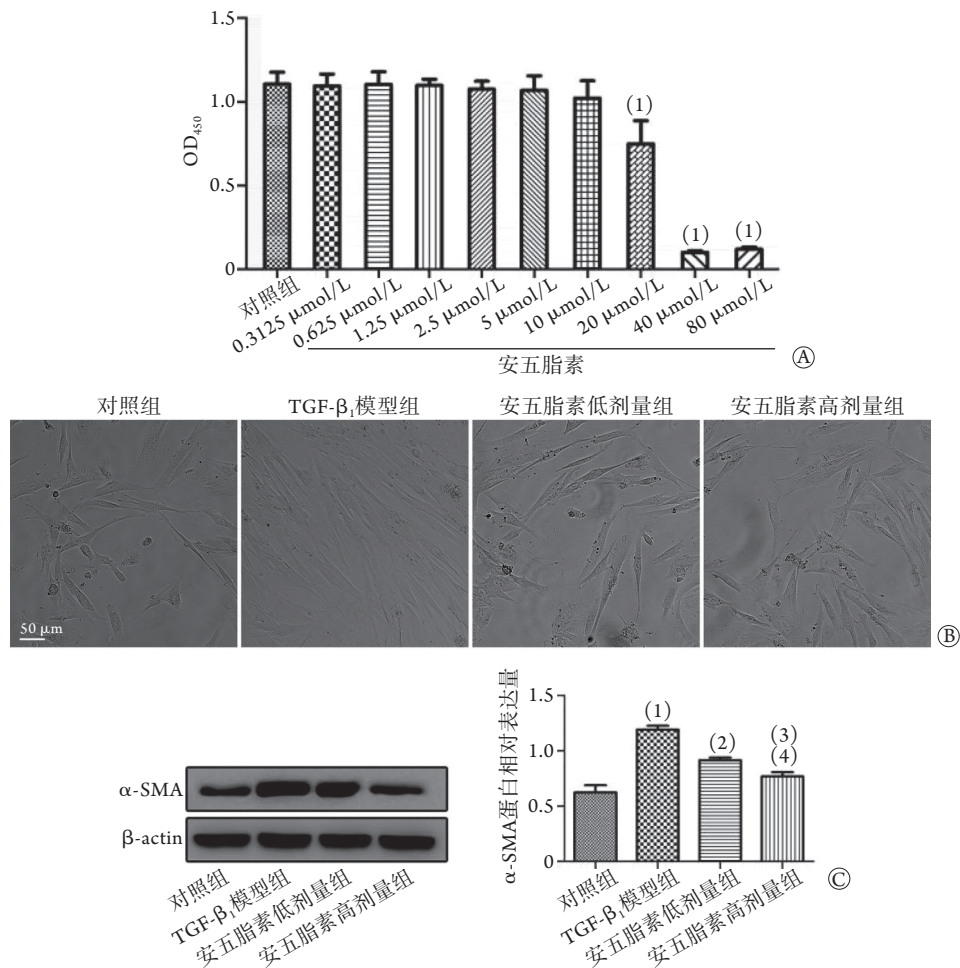 1.5
1.0
0.5
0
OD₄₅₀
(1)
(1)
(1)
对照组
0.3125 μmol/L
0.625 μmol/L
1.25 μmol/L
2.5 μmol/L
5 μmol/L
10 μmol/L
20 μmol/L
40 μmol/L
80 μmol/L
安五脂素
Ⓐ
对照组
TGF-β₁模型组
安五脂素低剂量组
安五脂素高剂量组
50 μm
Ⓑ
α-SMA
β-actin
对照组
TGF-β₁模型组
安五脂素低剂量组
安五脂素高剂量组
α-SMA蛋白相对表达量
1.5
1.0
0.5
0
(1)
(2)
(3)
(4)
对照组
TGF-β₁模型组
安五脂素低剂量组
安五脂素高剂量组
Ⓒ